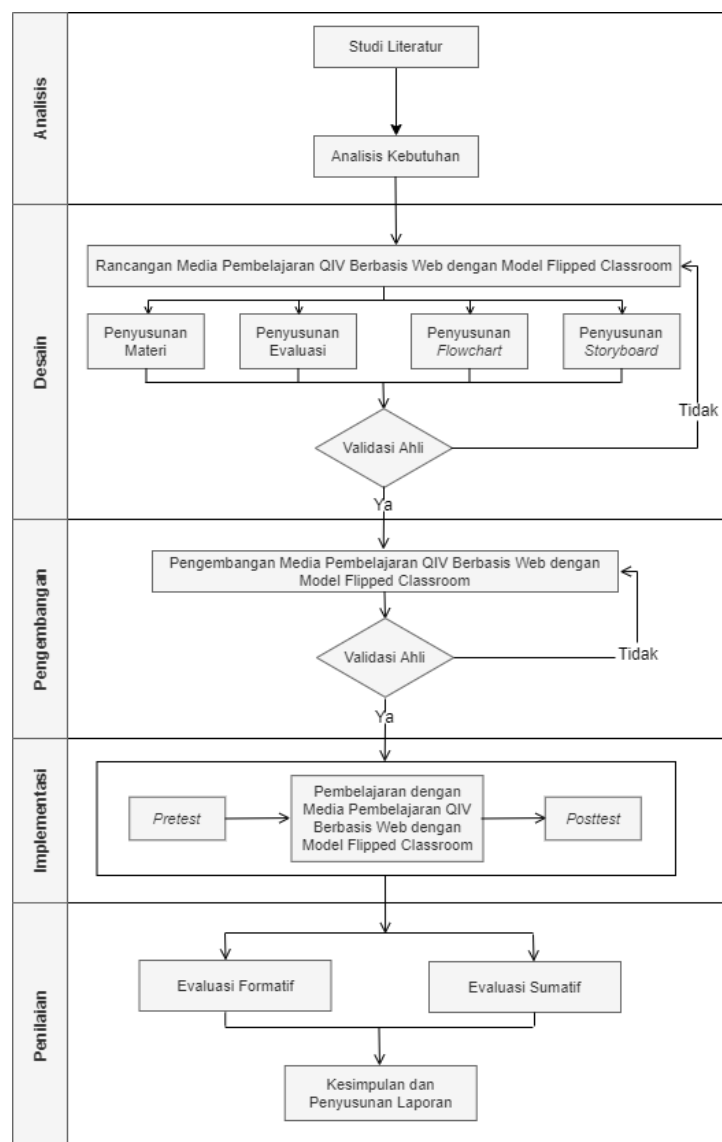 Analisis
Studi Literatur
Analisis Kebutuhan
Desain
Rancangan Media Pembelajaran QIV Berbasis Web dengan Model Flipped Classroom
Penyusunan
Materi
Penyusunan
Evaluasi
Penyusunan
Flowchart
Penyusunan
Storyboard
Tidak
Validasi Ahli
Ya
Pengembangan
Pengembangan Media Pembelajaran QIV Berbasis Web dengan
Model Flipped Classroom
Validasi Ahli
Tidak
Ya
Implementasi
Pretest
Pembelajaran dengan
Media Pembelajaran QIV
Berbasis Web dengan
Model Flipped Classroom
Posttest
Penilaian
Evaluasi Formatif
Evaluasi Sumatif
Kesimpulan dan
Penyusunan Laporan